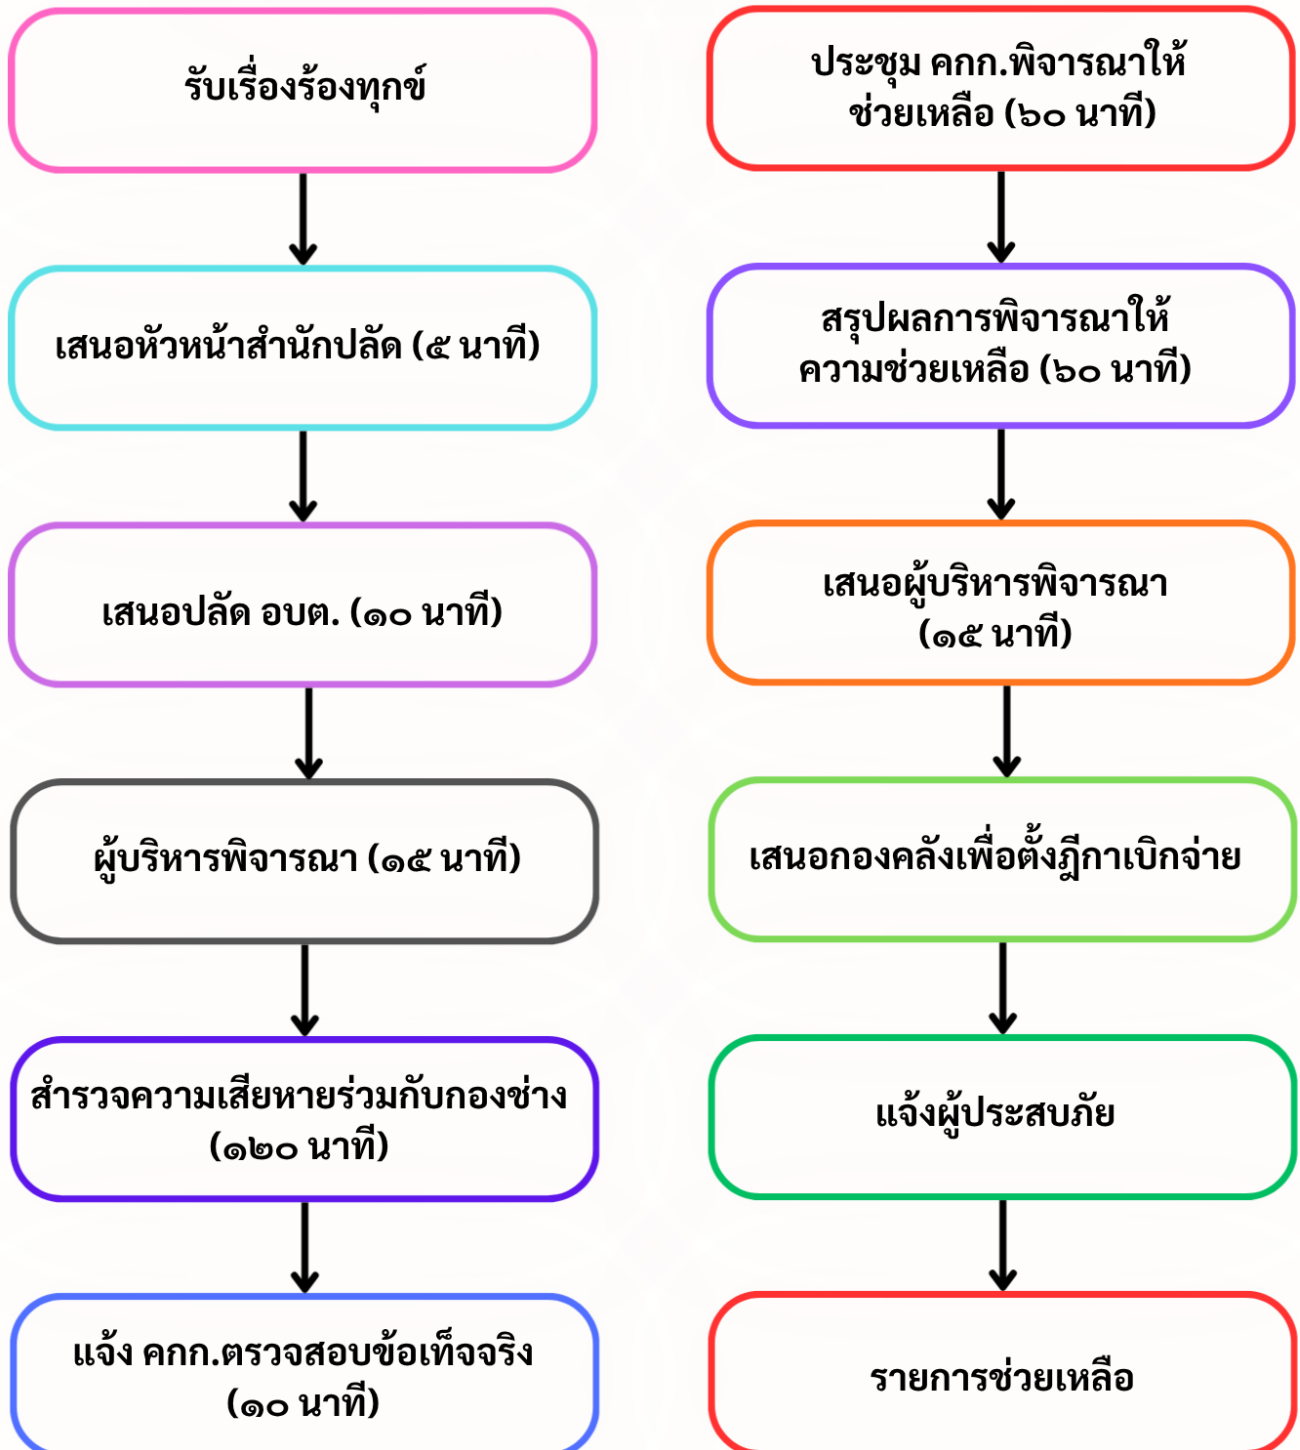 รับเรื่องร้องทุกข์
เสนอหัวหน้าสำนักปลัด (๕ นาที)
เสนอปลัด อบต. (๑๐ นาที)
ผู้บริหารพิจารณา (๑๕ นาที)
สำรวจความเสียหายร่วมกับกองช่าง
(๑๒๐ นาที)
แจ้ง คกก.ตรวจสอบข้อเท็จจริง
(๑๐ นาที)
ประชุม คกก.พิจารณาให้
ช่วยเหลือ (๖๐ นาที)
สรุปผลการพิจารณาให้
ความช่วยเหลือ (๖๐ นาที)
เสนอผู้บริหารพิจารณา
(๑๕ นาที)
เสนอกองคลังเพื่อตั้งฎีกาเบิกจ่าย
แจ้งผู้ประสบภัย
รายการช่วยเหลือ